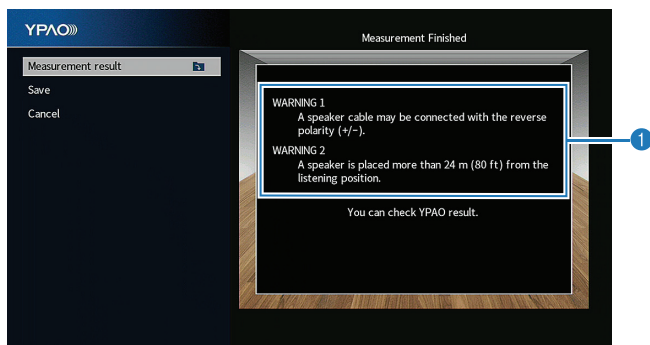 YPAO
Measurement Finished
Measurement result
Save
Cancel
WARNING 1
A speaker cable may be connected with the reverse
polarity (+/-).
WARNING 2
A speaker is placed more than 24 m (80 ft) from the
listening position.
You can check YPAO result.
1